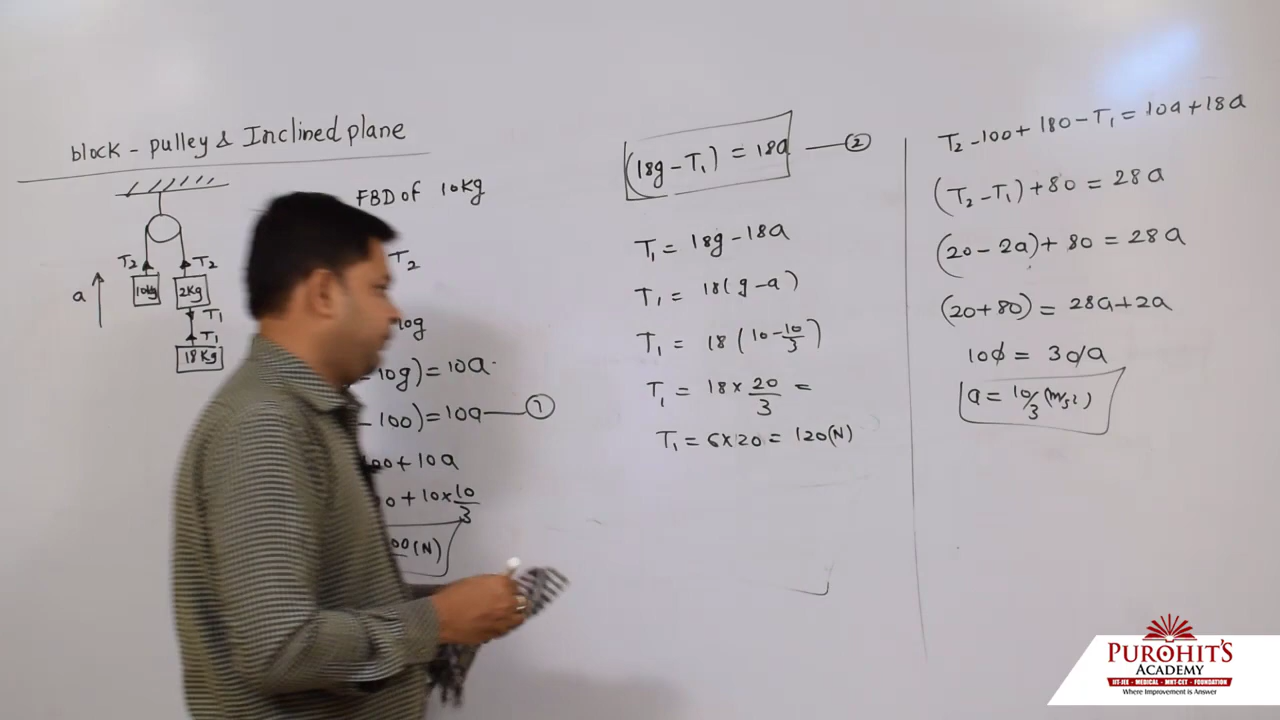 block - pulley & Inclined plane
T2 T2
10kg 2Kg
a
T1
T1
18Kg
FBD of 10Kg
T2
10g
- 10g) = 10a
- 100) = 10a — 1
+ 10a
0 + 10 × 10/3
00 (N)
(18g - T1) = 18a — 2
T1 = 18g - 18a
T1 = 18(g - a)
T1 = 18 (10 - 10/3)
T1 = 18 × 20/3 =
T1 = 6 × 20 = 120 (N)
T2 - 100 + 180 - T1 = 10a + 18a
(T2 - T1) + 80 = 28a
(20 - 2a) + 80 = 28a
(20 + 80) = 28a + 2a
100 = 30a
a = 10/3 (m/s2)
PUROHIT'S
ACADEMY
IIT-JEE - MEDICAL - MHT-CET - FOUNDATION
Where Improvement is Answer